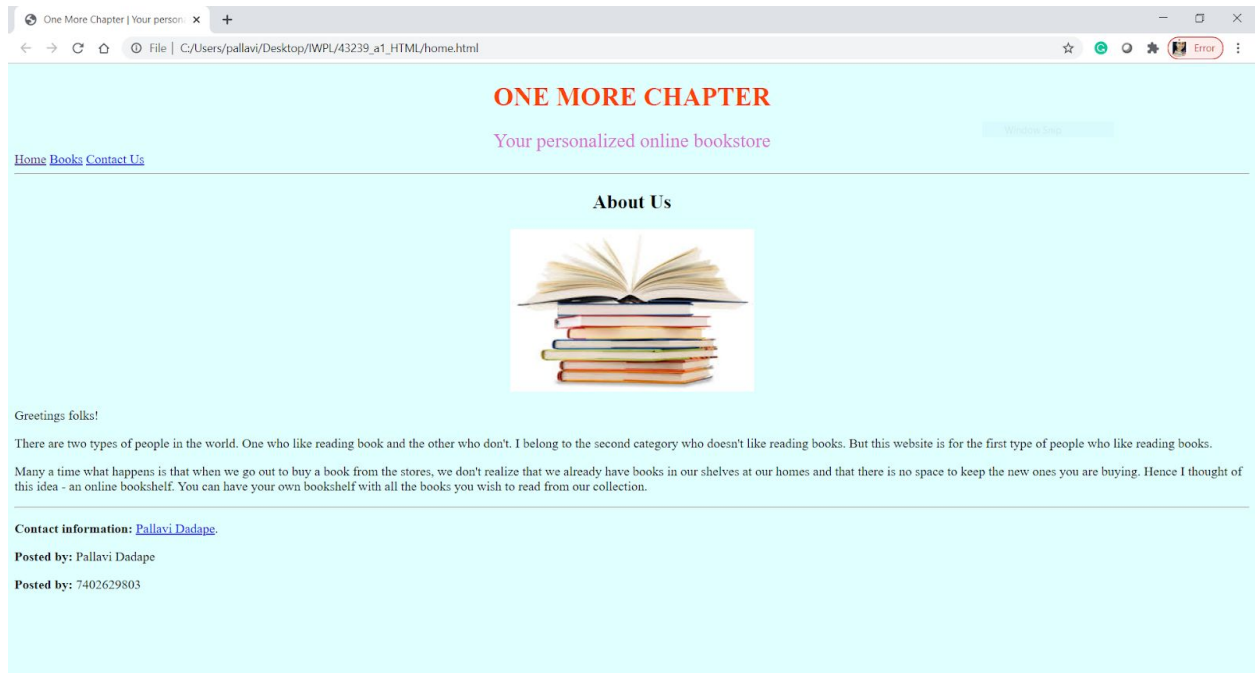 One More Chapter | Your person
File | C:/Users/pallavi/Desktop/IWPL/43239_a1_HTML/home.html
Error
ONE MORE CHAPTER
Your personalized online bookstore
Window Snip
Home Books Contact Us
About Us
Greetings folks!
There are two types of people in the world. One who like reading book and the other who don't. I belong to the second category who doesn't like reading books. But this website is for the first type of people who like reading books.
Many a time what happens is that when we go out to buy a book from the stores, we don't realize that we already have books in our shelves at our homes and that there is no space to keep the new ones you are buying. Hence I thought of
this idea - an online bookshelf. You can have your own bookshelf with all the books you wish to read from our collection.
Contact information: Pallavi Dadape.
Posted by: Pallavi Dadape
Posted by: 7402629803